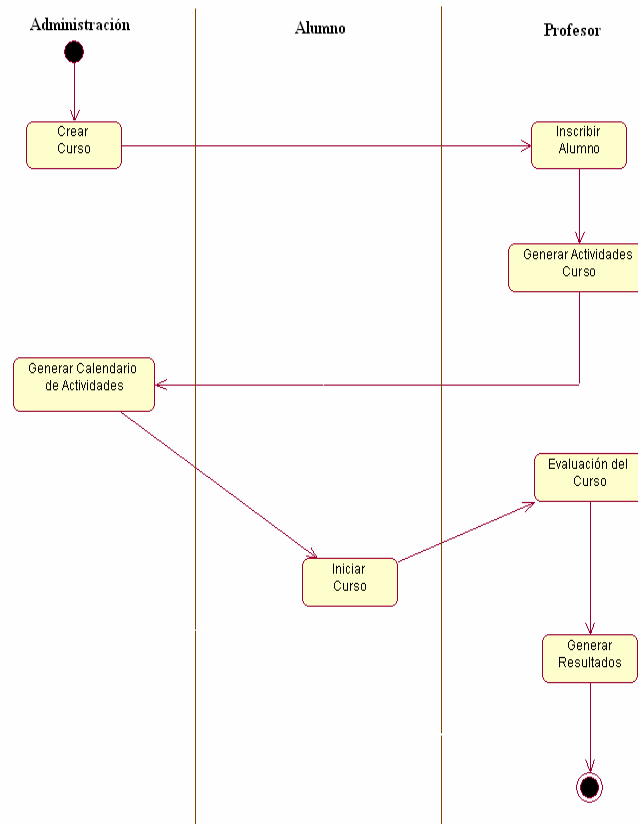 Administración
Alumno
Profesor
Crear
Curso
Inscribir
Alumno
Generar Actividades
Curso
Generar Calendario
de Actividades
Evaluación del
Curso
Iniciar
Curso
Generar
Resultados